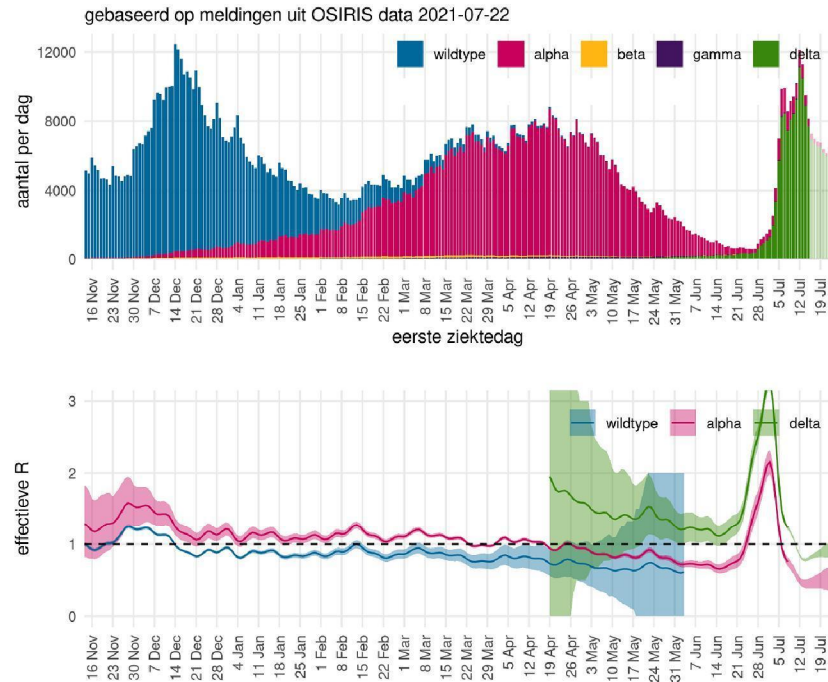 gebaseerd op meldingen uit OSIRIS data 2021-07-22
wildtype alpha beta gamma delta
aantal per dag
12000
8000
4000
0
16 Nov 23 Nov 30 Nov 7 Dec 14 Dec 21 Dec 28 Dec 4 Jan 11 Jan 18 Jan 25 Jan 1 Feb 8 Feb 15 Feb 22 Feb 1 Mar 8 Mar 15 Mar 22 Mar 29 Mar 5 Apr 12 Apr 19 Apr 26 Apr 3 May 10 May 17 May 24 May 31 May 7 Jun 14 Jun 21 Jun 28 Jun 5 Jul 12 Jul 19 Jul
eerste ziektedag
wildtype alpha delta
effectieve R
3
2
1
0
16 Nov 23 Nov 30 Nov 7 Dec 14 Dec 21 Dec 28 Dec 4 Jan 11 Jan 18 Jan 25 Jan 1 Feb 8 Feb 15 Feb 22 Feb 1 Mar 8 Mar 15 Mar 22 Mar 29 Mar 5 Apr 12 Apr 19 Apr 26 Apr 3 May 10 May 17 May 24 May 31 May 7 Jun 14 Jun 21 Jun 28 Jun 5 Jul 12 Jul 19 Jul